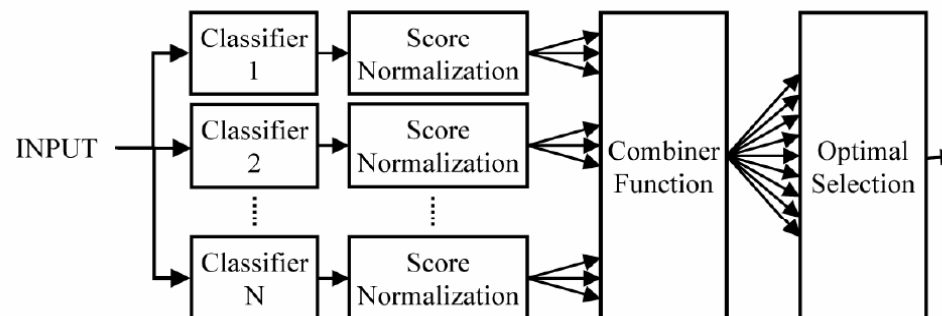 Classifier
1
Score
Normalization
INPUT
Classifier
2
Score
Normalization
Combiner
Function
Optimal
Selection
Classifier
N
Score
Normalization